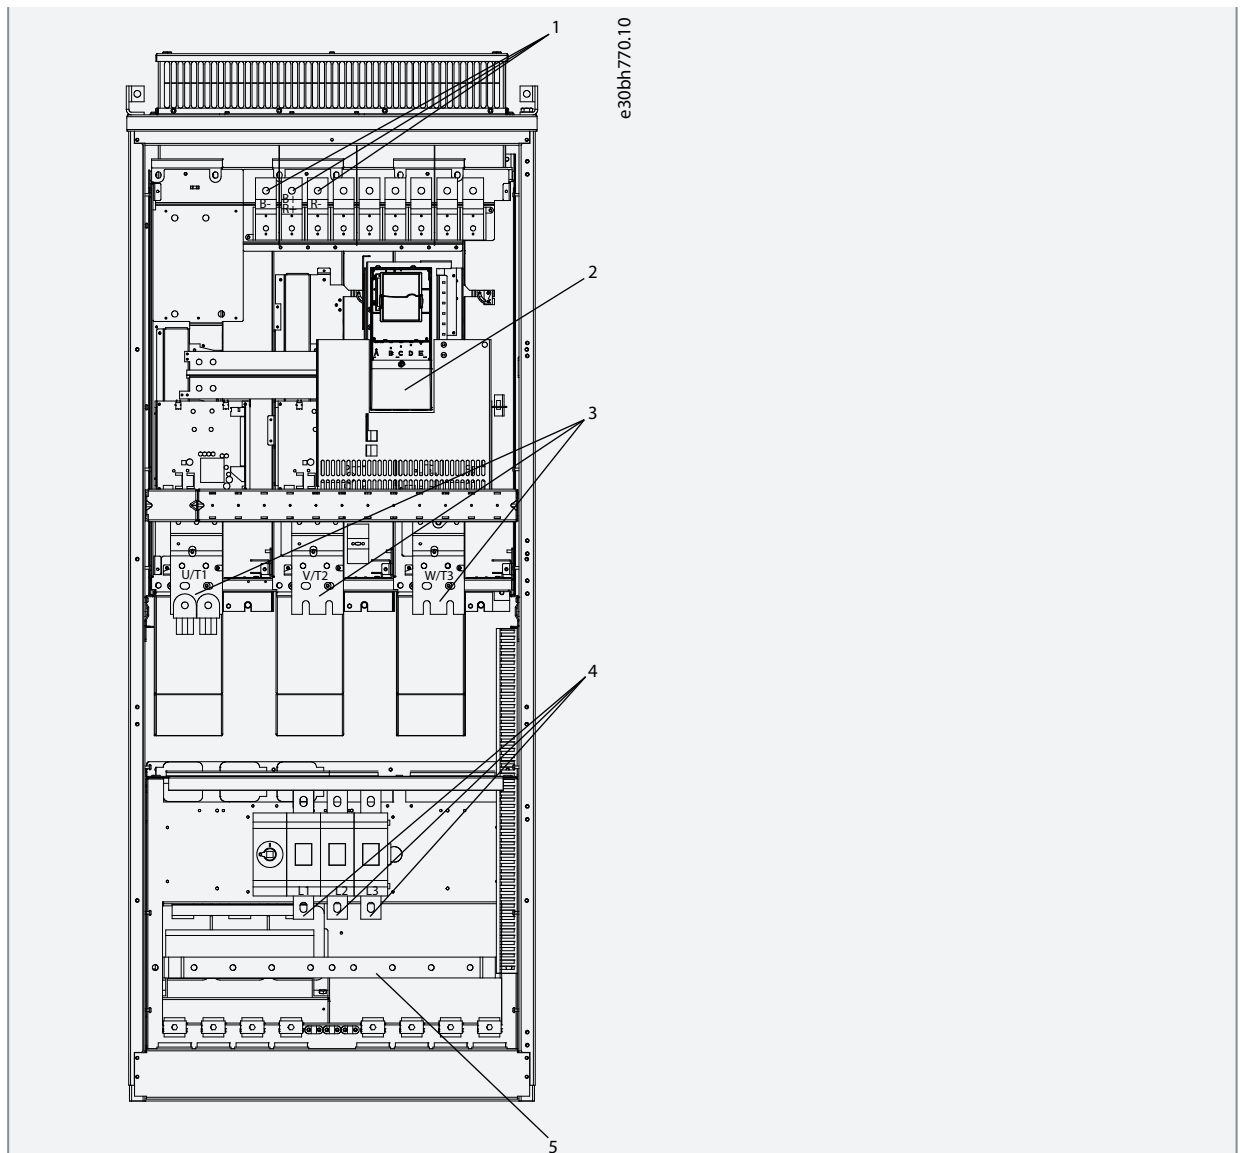 1
e30bh770.10
B-
B+
R+
R-
2
A B C D E
3
U/T1
V/T2
W/T3
4
L1 L2 L3
5